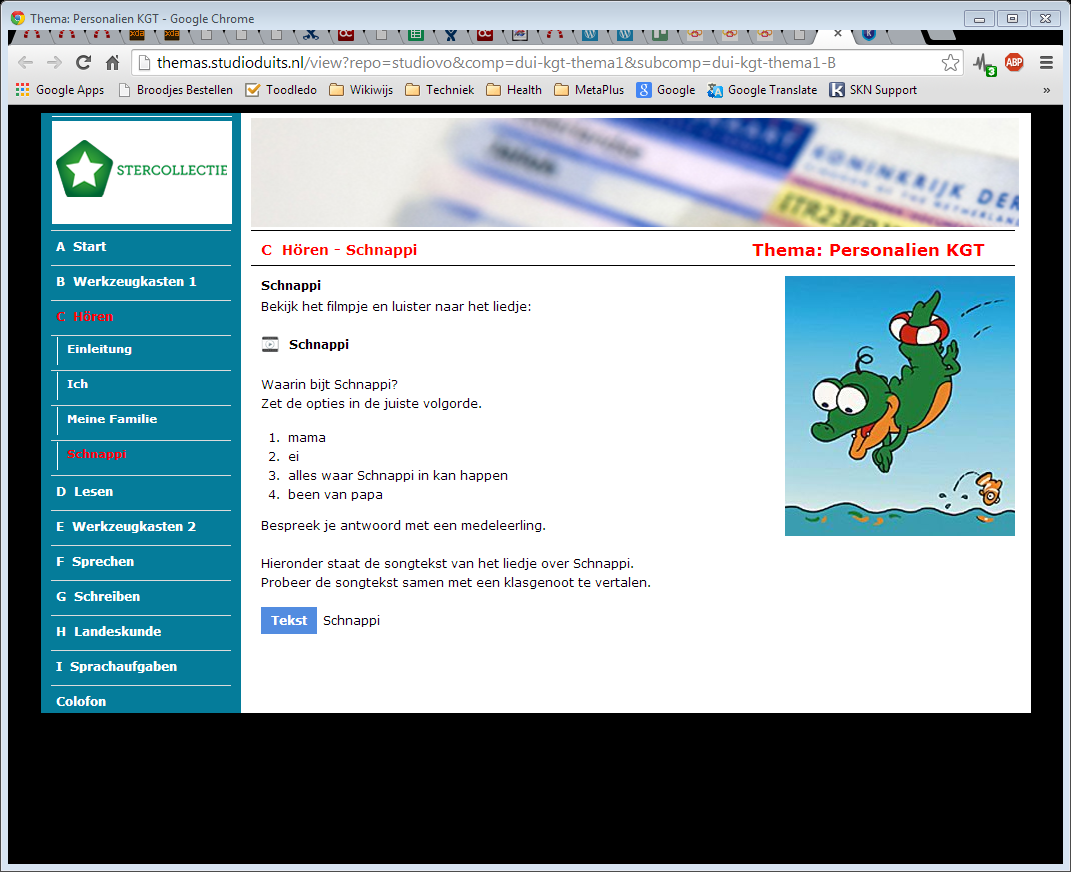 Thema: Personalien KGT - Google Chrome
themas.studioduits.nl/view?repo=studiovo&comp=dui-kgt-thema1&subcomp=dui-kgt-thema1-B
3
ABP
Google Apps Broodjes Bestellen Toodledo Wikiwijs Techniek Health MetaPlus Google Google Translate SKN Support »
STERCOLLECTIE
KONINKRIJK DER
A Start
B Werkzeugkasten 1
C Hören
Einleitung
Ich
Meine Familie
Schnappi
D Lesen
E Werkzeugkasten 2
F Sprechen
G Schreiben
H Landeskunde
I Sprachaufgaben
Colofon
C Hören - Schnappi
Thema: Personalien KGT
Schnappi
Bekijk het filmpje en luister naar het liedje:
Schnappi
Waarin bijt Schnappi?
Zet de opties in de juiste volgorde.
1. mama
2. ei
3. alles waar Schnappi in kan happen
4. been van papa
Bespreek je antwoord met een medeleerling.
Hieronder staat de songtekst van het liedje over Schnappi.
Probeer de songtekst samen met een klasgenoot te vertalen.
Tekst Schnappi